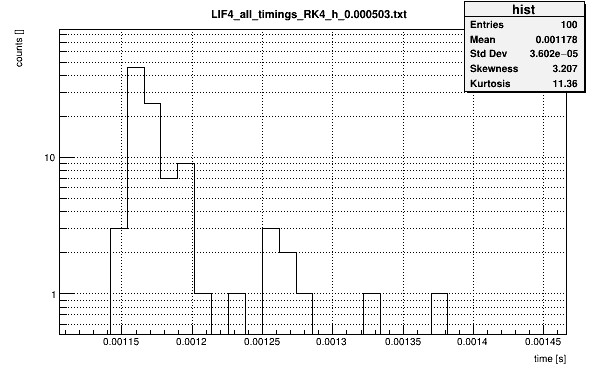 LIF4_all_timings_RK4_h_0.000503.txt
hist
Entries 100
Mean 0.001178
Std Dev 3.602e−05
Skewness 3.207
Kurtosis 11.36
counts []
10
1
0.00115 0.0012 0.00125 0.0013 0.00135 0.0014 0.00145
time [s]